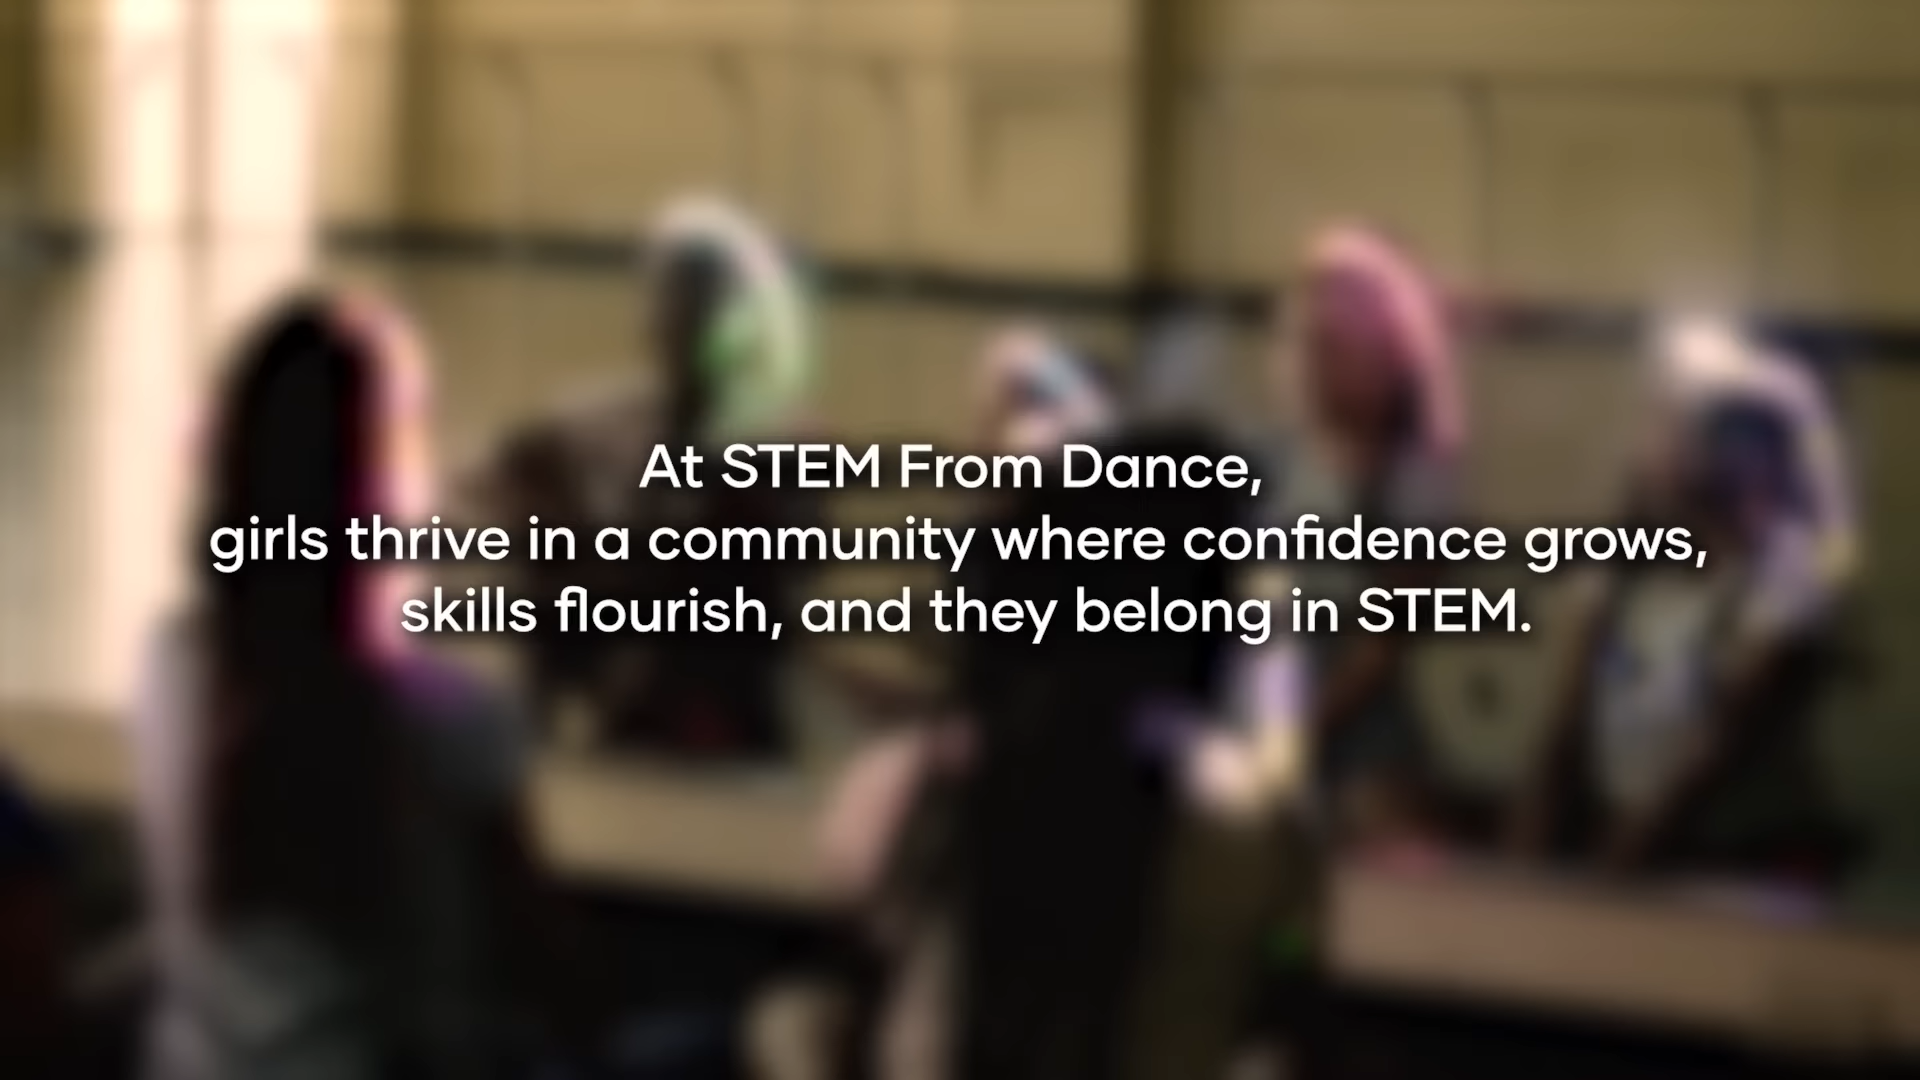 At STEM From Dance,
girls thrive in a community where confidence grows,
skills flourish, and they belong in STEM.